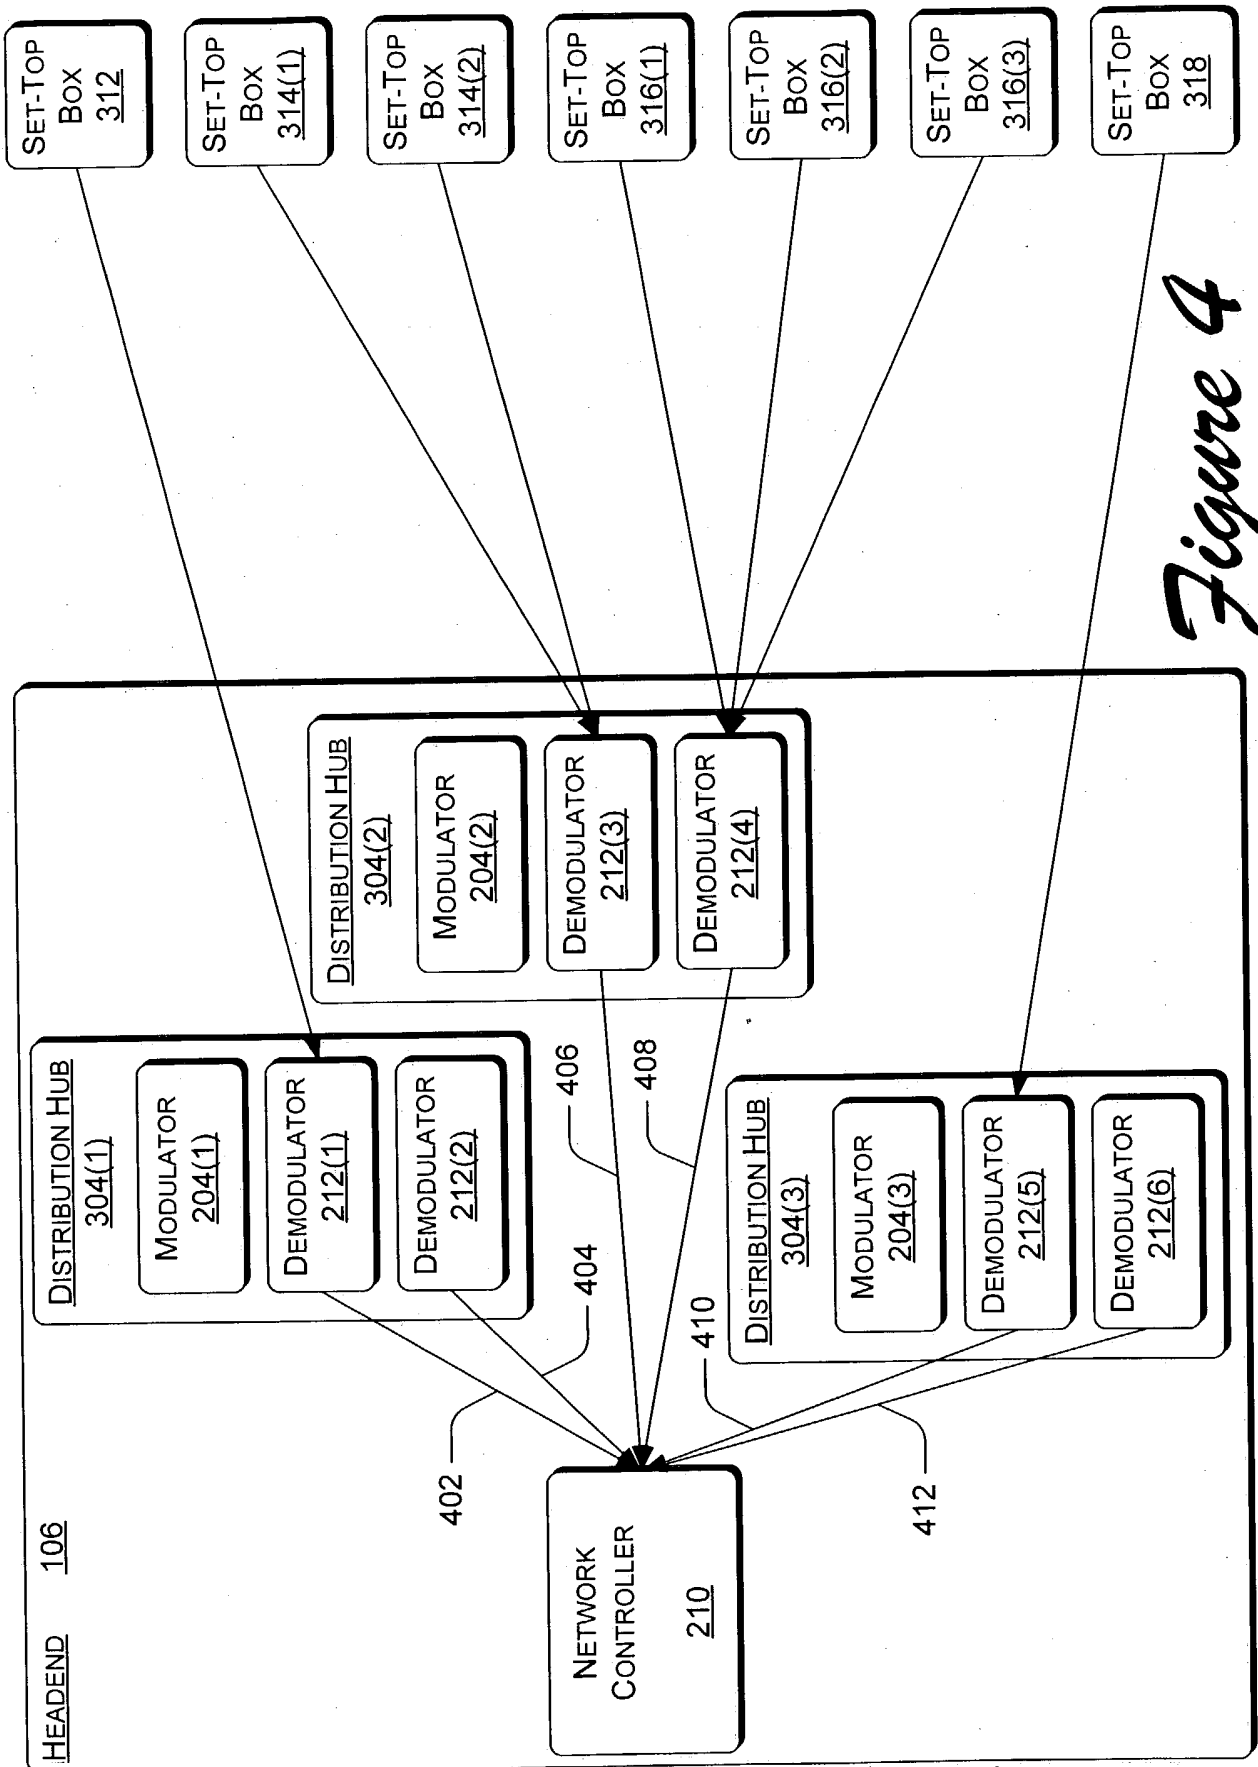 HEADEND 106
NETWORK
CONTROLLER
210
402
404
406
408
410
412
DISTRIBUTION HUB
304(1)
MODULATOR
204(1)
DEMODULATOR
212(1)
DEMODULATOR
212(2)
DISTRIBUTION HUB
304(2)
MODULATOR
204(2)
DEMODULATOR
212(3)
DEMODULATOR
212(4)
DISTRIBUTION HUB
304(3)
MODULATOR
204(3)
DEMODULATOR
212(5)
DEMODULATOR
212(6)
SET-TOP
BOX
312
SET-TOP
BOX
314(1)
SET-TOP
BOX
314(2)
SET-TOP
BOX
316(1)
SET-TOP
BOX
316(2)
SET-TOP
BOX
316(3)
SET-TOP
BOX
318
Figure 4